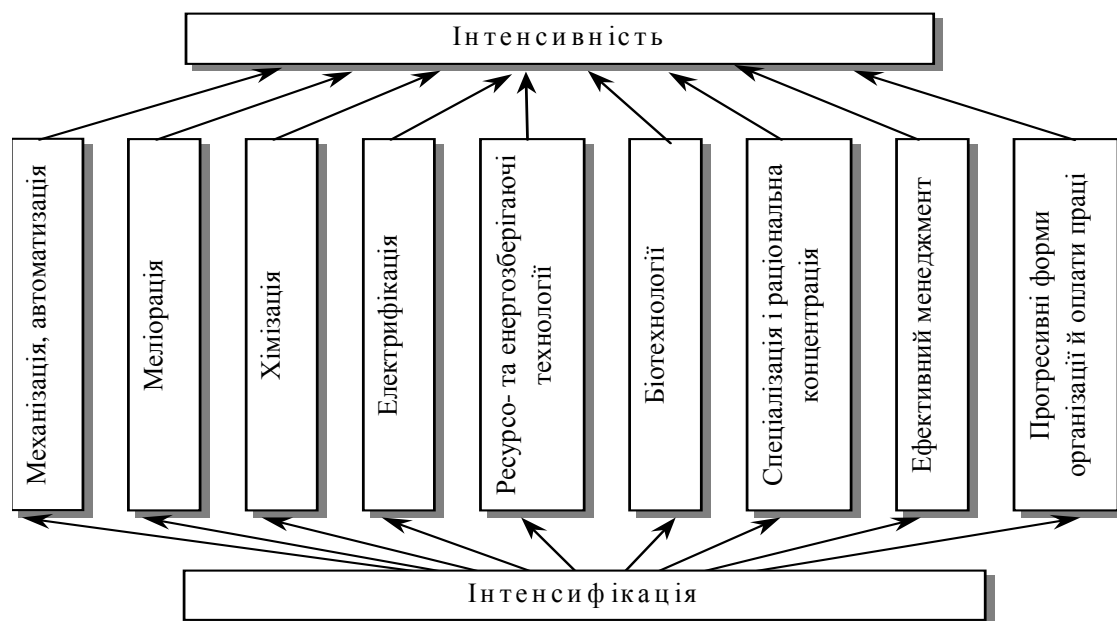 Інтенсивність
Механізація, автоматизація
Меліорація
Хімізація
Електрифікація
Ресурсо- та енергозберігаючі
технології
Біотехнології
Спеціалізація і раціональна
концентрація
Ефективний менеджмент
Прогресивні форми
організації й оплати праці
Інтенсифікація